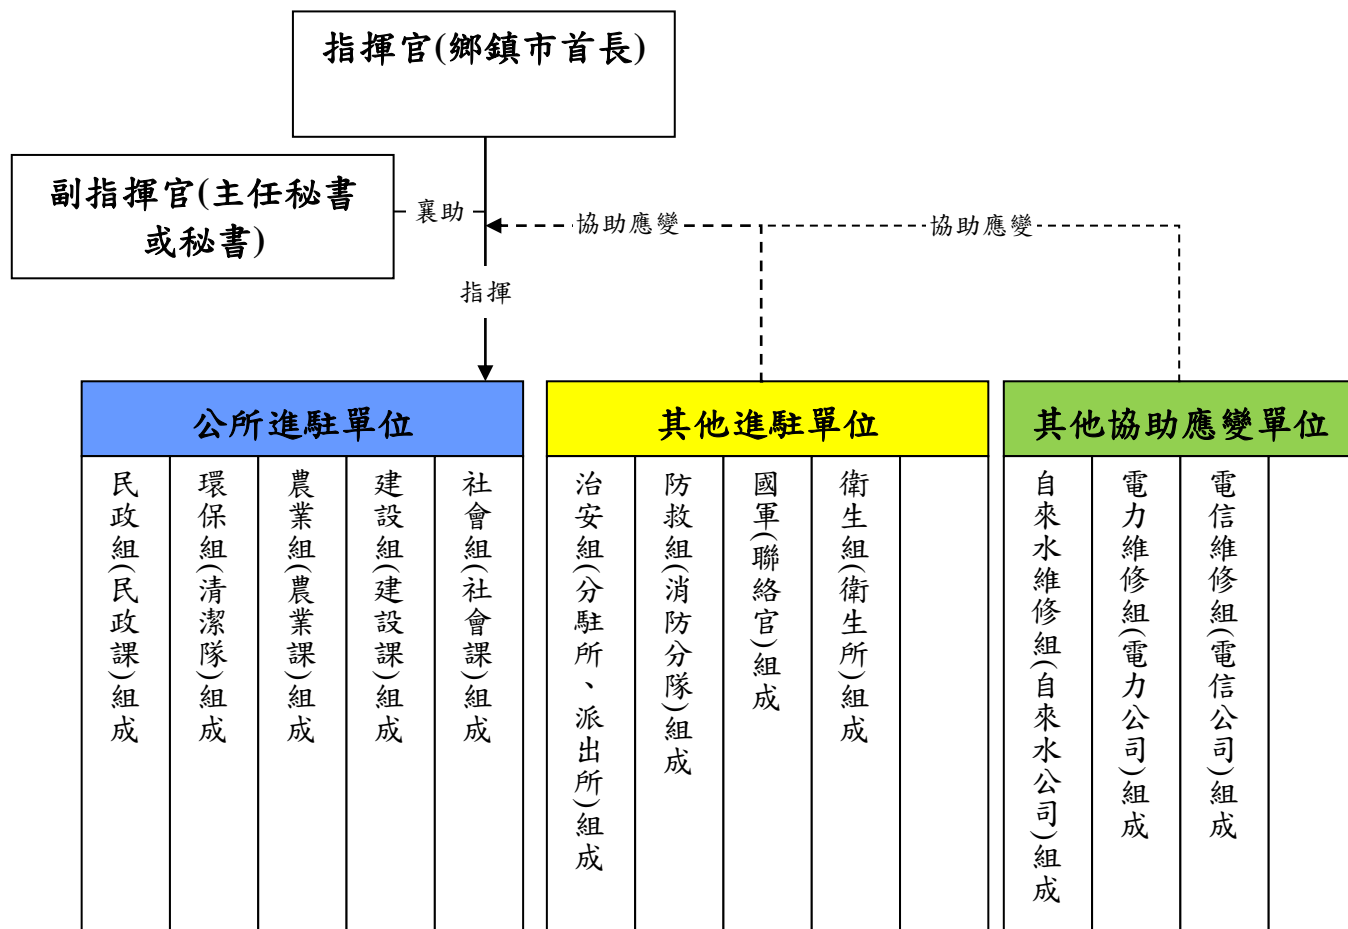 指揮官(鄉鎮市首長)
副指揮官(主任秘書
或秘書)
襄助
協助應變
協助應變
指揮
公所進駐單位
其他進駐單位
其他協助應變單位
民政組(民政課)組成
環保組(清潔隊)組成
農業組(農業課)組成
建設組(建設課)組成
社會組(社會課)組成
治安組(分駐所、派出所)組成
防救組(消防分隊)組成
國軍(聯絡官)組成
衛生組(衛生所)組成
自來水維修組(自來水公司)組成
電力維修組(電力公司)組成
電信維修組(電信公司)組成